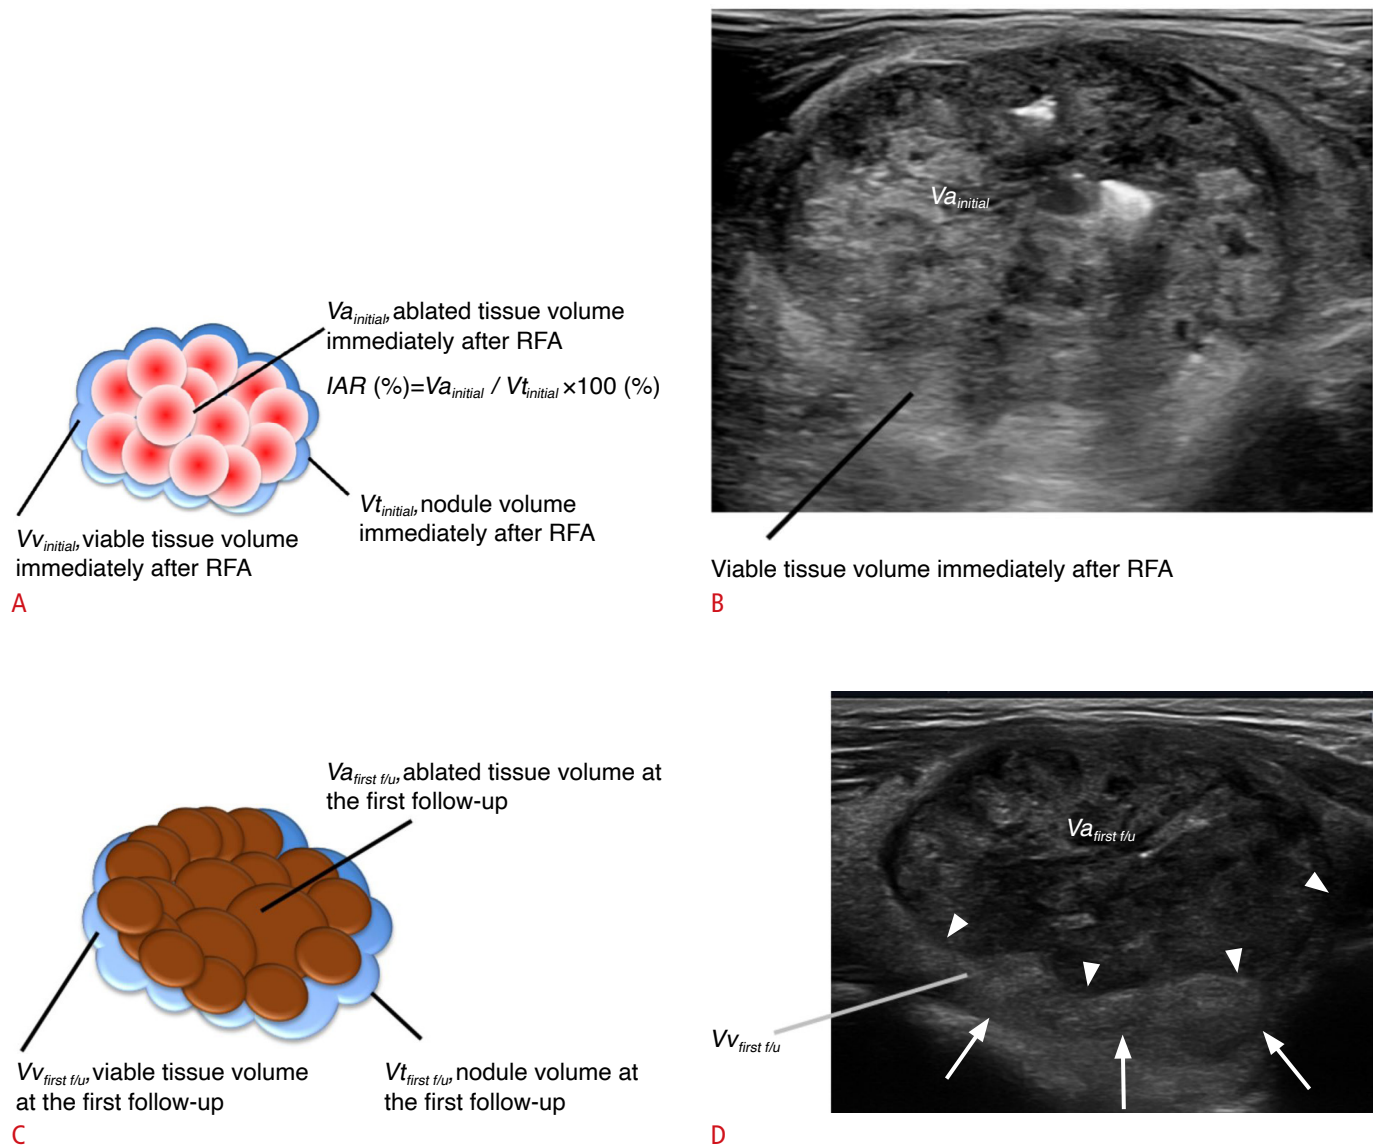 Va initial, ablated tissue volume
immediately after RFA
IAR (%)=Va initial / Vt initial ×100 (%)
Vt initial, nodule volume
immediately after RFA
Vv initial, viable tissue volume
immediately after RFA
A
Va initial
Viable tissue volume immediately after RFA
B
Va first f/u, ablated tissue volume at
the first follow-up
Vv first f/u, viable tissue volume
at the first follow-up
Vt first f/u, nodule volume at
the first follow-up
C
Va first f/u
Vv first f/u
D